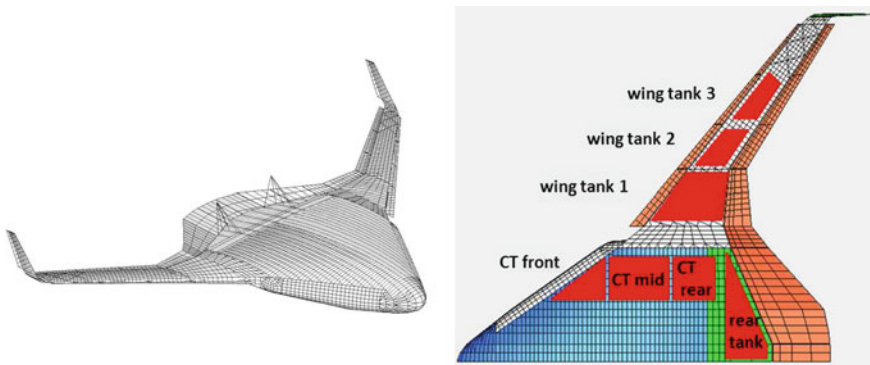 wing tank 3
wing tank 2
wing tank 1
CT front
CT mid
CT
rear
rear
tank